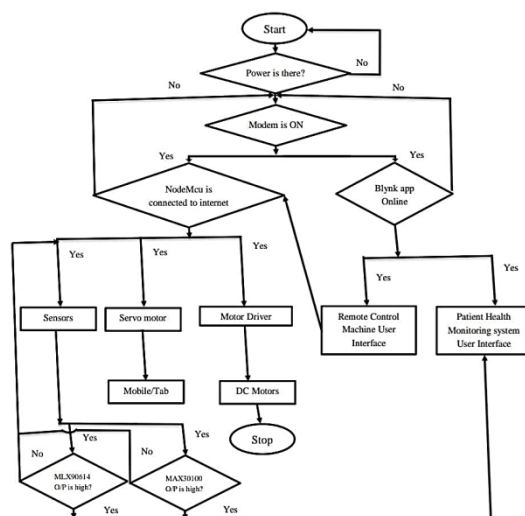 Start
No
Power is there?
No
No
Modem is ON
Yes
Yes
NodeMcu is
connected to internet
Blynk app
Online
Yes
Yes
Yes
Yes
Yes
Sensors
Servo motor
Motor Driver
Remote Control
Machine User
Interface
Patient Health
Monitoring system
User Interface
Mobile/Tab
DC Motors
Stop
Yes
Yes
No
No
MLX90614
O/P is high?
MAX30100
O/P is high?
Yes
Yes